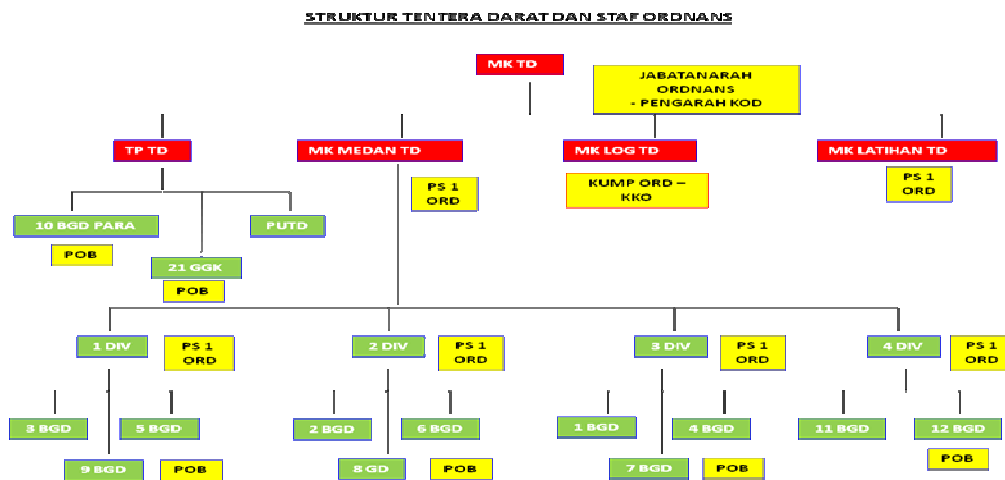 STRUKTUR TENTERA DARAT DAN STAF ORDNANS
MK TD
JABATANARAH
ORDNANS
- PENGARAH KOD
TP TD
MK MEDAN TD
MK LOG TD
MK LATIHAN TD
PS 1
ORD
KUMP ORD –
KKO
PS 1
ORD
10 BGD PARA
PUTD
POB
21 GGK
POB
1 DIV
PS 1
ORD
2 DIV
PS 1
ORD
3 DIV
PS 1
ORD
4 DIV
PS 1
ORD
3 BGD
5 BGD
2 BGD
6 BGD
1 BGD
4 BGD
11 BGD
12 BGD
9 BGD
POB
8 GD
POB
7 BGD
POB
POB